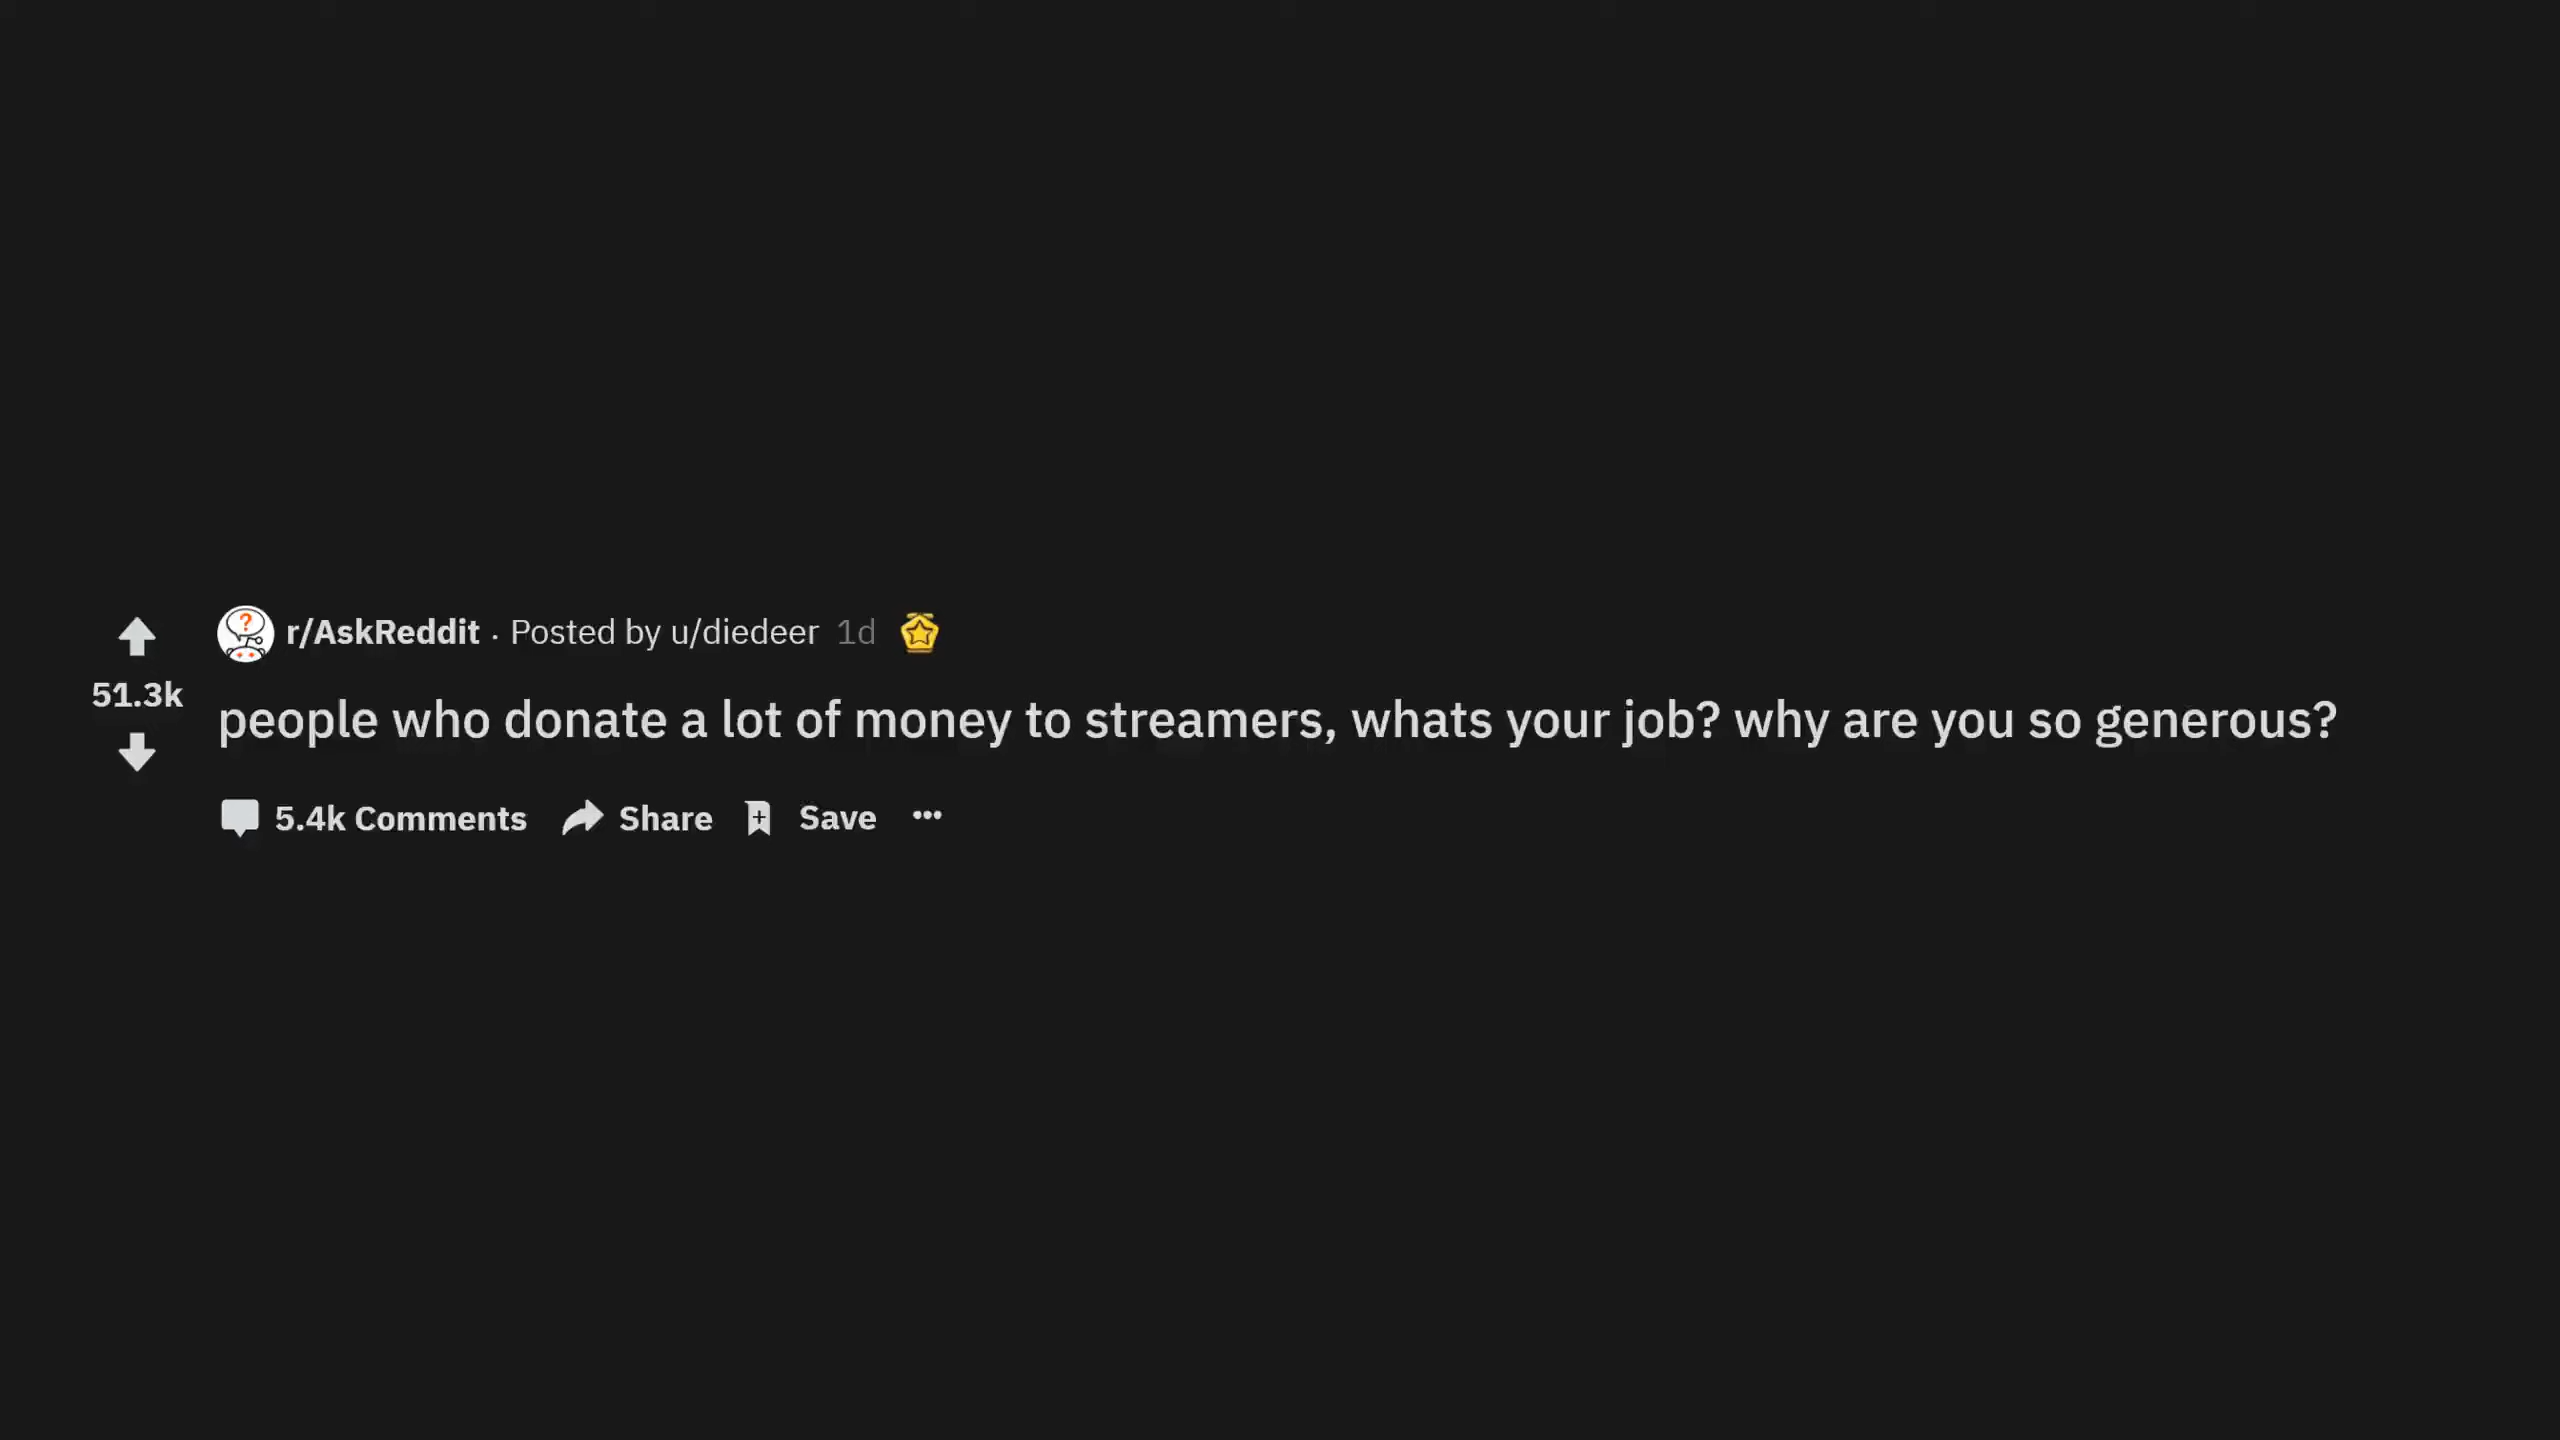 r/AskReddit · Posted by u/diedeer 1d
51.3k
people who donate a lot of money to streamers, whats your job? why are you so generous?
5.4k Comments Share Save ···